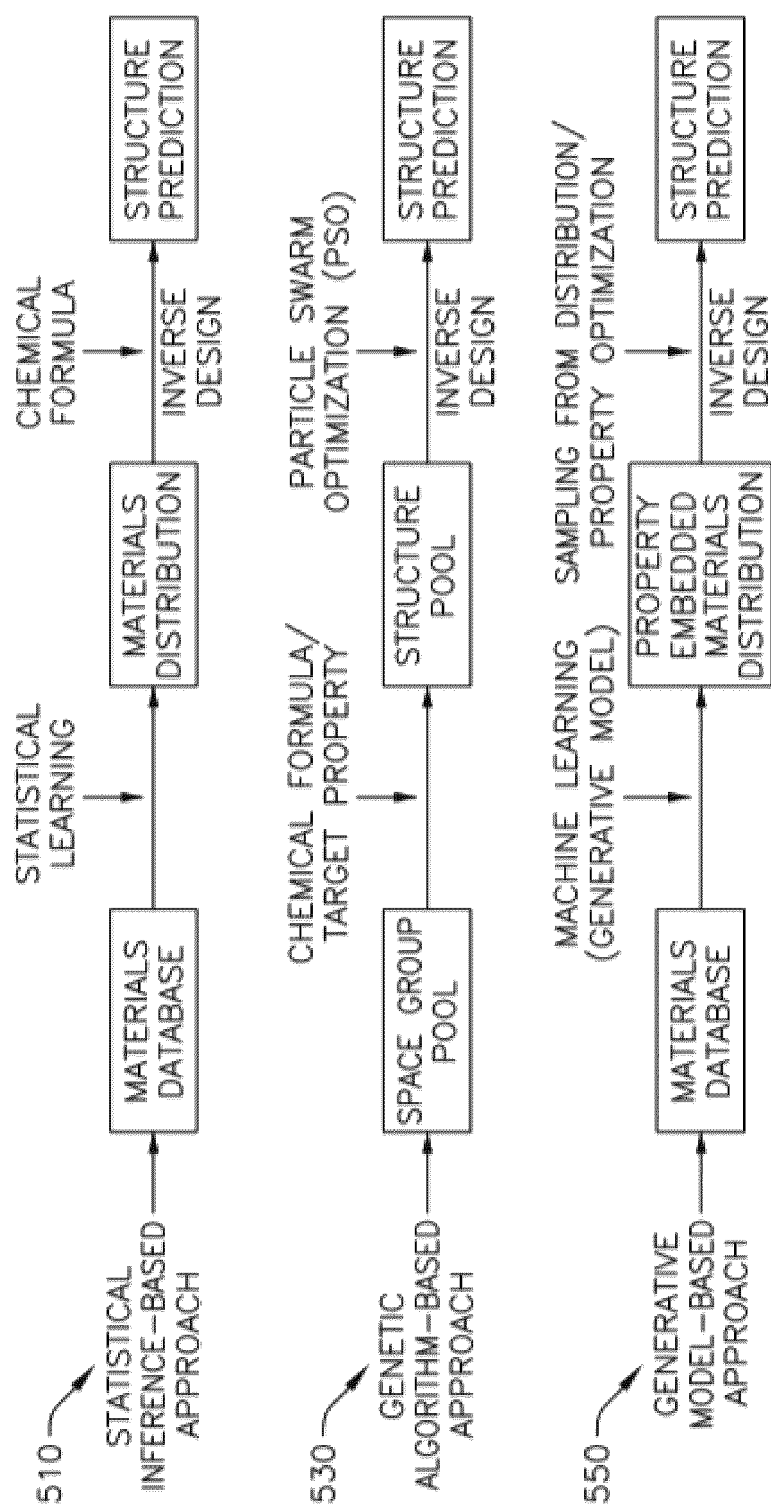 510
STATISTICAL
INFERENCE-BASED
APPROACH
MATERIALS
DATABASE
STATISTICAL
LEARNING
MATERIALS
DISTRIBUTION
CHEMICAL
FORMULA
INVERSE
DESIGN
STRUCTURE
PREDICTION
530
GENETIC
ALGORITHM-BASED
APPROACH
SPACE GROUP
POOL
CHEMICAL FORMULA/
TARGET PROPERTY
STRUCTURE
POOL
PARTICLE SWARM
OPTIMIZATION (PSO)
INVERSE
DESIGN
STRUCTURE
PREDICTION
550
GENERATIVE
MODEL-BASED
APPROACH
MATERIALS
DATABASE
MACHINE LEARNING
(GENERATIVE MODEL)
PROPERTY
EMBEDDED
MATERIALS
DISTRIBUTION
SAMPLING FROM DISTRIBUTION/
PROPERTY OPTIMIZATION
INVERSE
DESIGN
STRUCTURE
PREDICTION